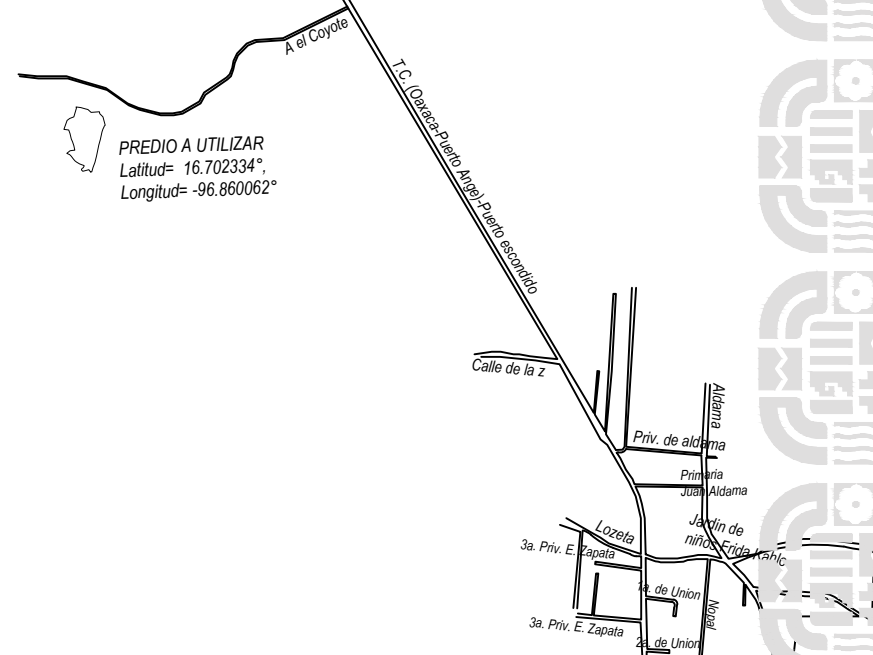 A el Coyote
T.C. (Oaxaca-Puerto Angel)-Puerto escondido
PREDIO A UTILIZAR
Latitud= 16.702334°,
Longitud= -96.860062°
Calle de la z
Aldama
Priv. de aldama
Primaria
Juan Aldama
Jardin de
niños Frida Kahlo
Lozeta
3a. Priv. E. Zapata
1a. de Union
Nopal
3a. Priv. E. Zapata
2a. de Union